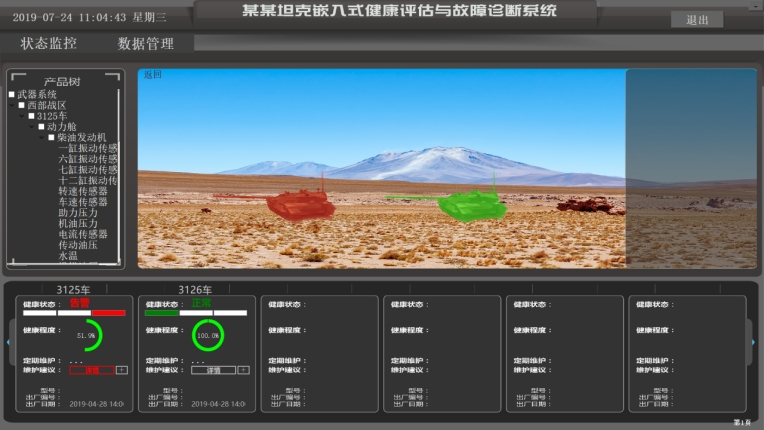 某某坦克嵌入式健康评估与故障诊断系统
2019-07-24 11:04:43 星期三
退出
状态监控 数据管理
产品树
武器系统
西部战区
3125车
动力舱
柴油发动机
一缸振动传感
六缸振动传感
七缸振动传感
十二缸振动传
转速传感器
车速传感器
助力压力
机油压力
电流传感器
传动油压
水温
返回
3125车
健康状态： 告警
健康程度： 51.9%
定期维护： ...
维护建议： 详情 +
型号：
出厂编号：
出厂日期： 2019-04-28 14:0
3126车
健康状态： 正常
健康程度： 100.0%
定期维护： ...
维护建议： 详情 +
型号：
出厂编号：
出厂日期： 2019-04-28 14:0
健康状态：
健康程度：
定期维护：
维护建议：
型号：
出厂编号：
出厂日期：
健康状态：
健康程度：
定期维护：
维护建议：
型号：
出厂编号：
出厂日期：
健康状态：
健康程度：
定期维护：
维护建议：
型号：
出厂编号：
出厂日期：
健康状态：
健康程度：
定期维护：
维护建议：
型号：
出厂编号：
出厂日期：
第1页